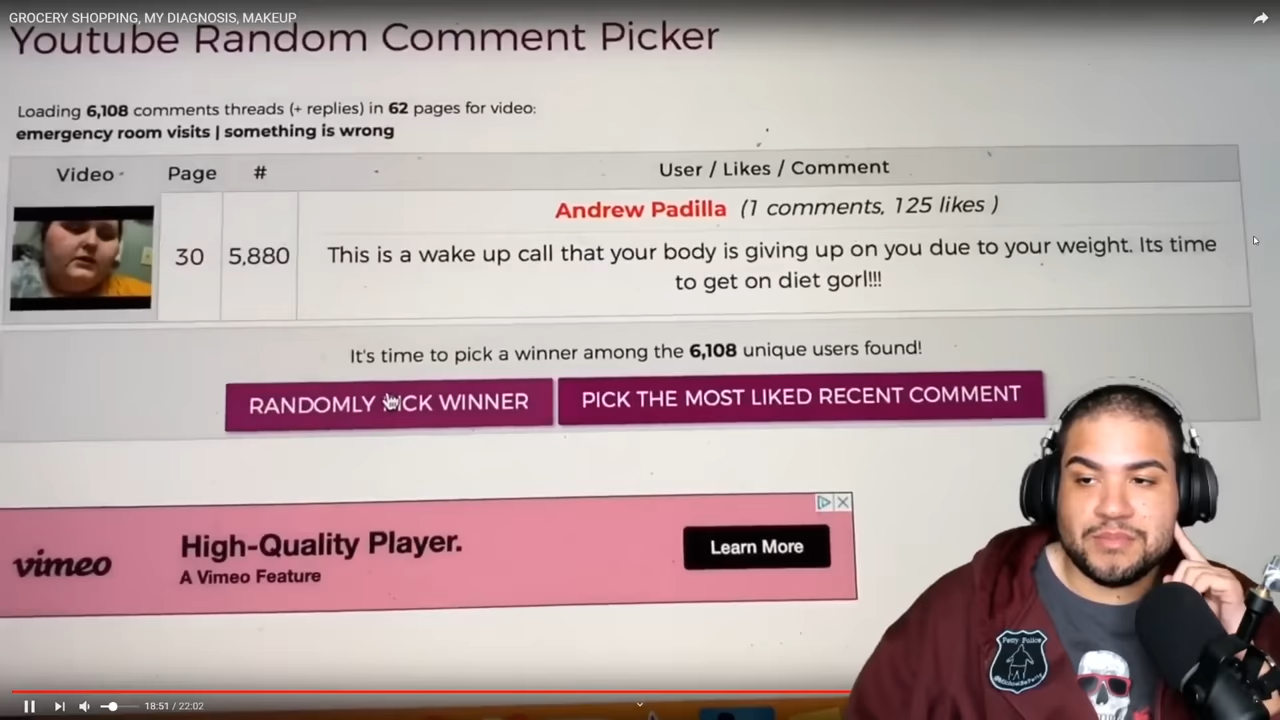 GROCERY SHOPPING, MY DIAGNOSIS, MAKEUP
Youtube Random Comment Picker
Loading 6,108 comments threads (+ replies) in 62 pages for video:
emergency room visits | something is wrong
Video Page # User / Likes / Comment
Andrew Padilla (1 comments, 125 likes )
30 5,880 This is a wake up call that your body is giving up on you due to your weight. Its time
to get on diet gorl!!!
It's time to pick a winner among the 6,108 unique users found!
RANDOMLY PICK WINNER PICK THE MOST LIKED RECENT COMMENT
vimeo High-Quality Player. Learn More
A Vimeo Feature
Petty Police
18:51 / 22:02